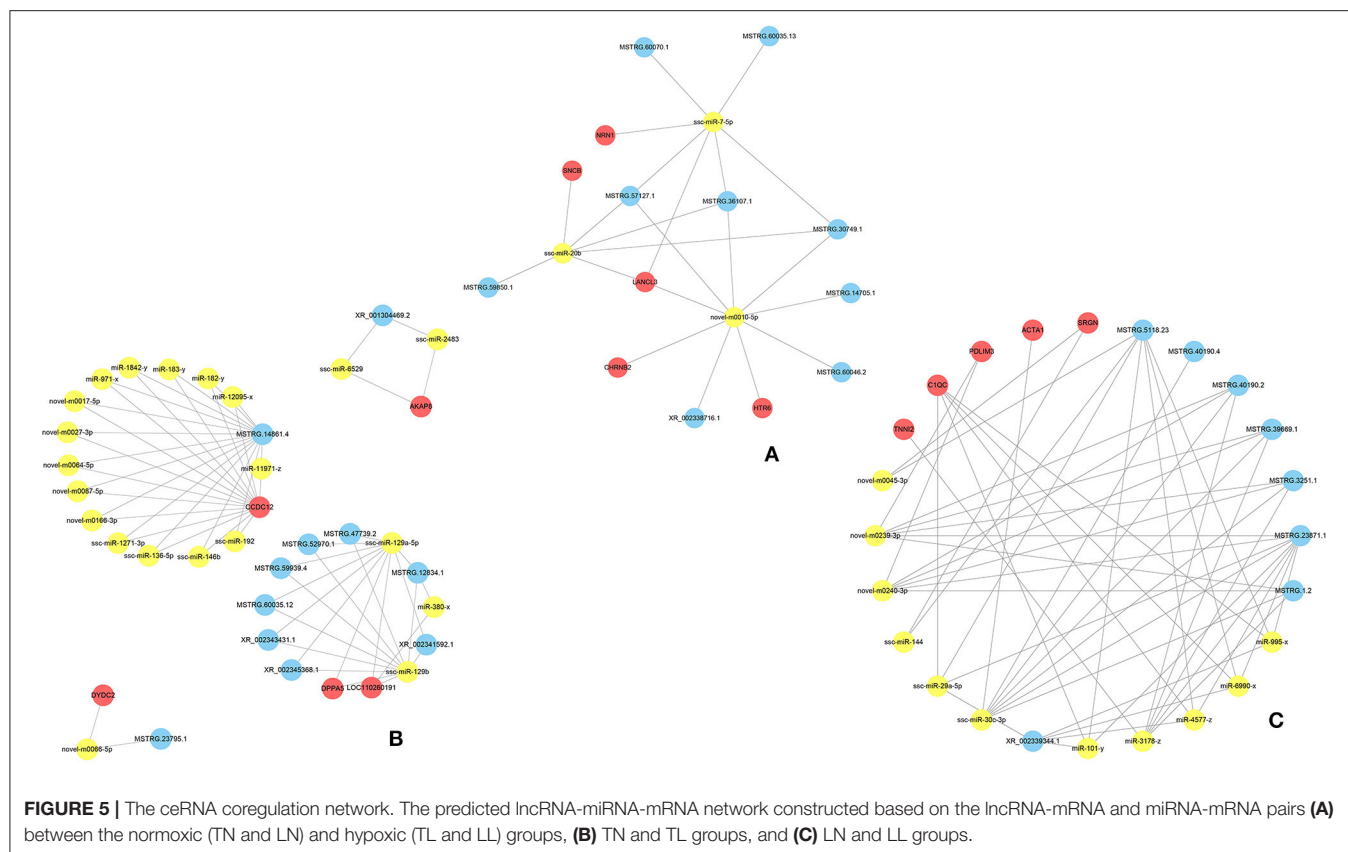 MSTRG.60070.1
MSTRG.60035.13
ssc-miR-7-5p
NRN1
SNCB
MSTRG.57127.1
MSTRG.36107.1
MSTRG.30749.1
ssc-miR-20b
MSTRG.59850.1
LANCL3
MSTRG.14705.1
novel-m0010-5p
CHRNB2
MSTRG.60046.2
XR_002338716.1
HTR6
A
XR_001304469.2
ssc-miR-2483
ssc-miR-6529
AKAP8
miR-1842-y
miR-183-y
miR-971-x
miR-182-y
miR-12095-x
novel-m0017-5p
MSTRG.14861.4
novel-m0027-3p
novel-m0064-5p
miR-11971-z
novel-m0087-5p
CCDC12
novel-m0166-3p
ssc-miR-1271-3p
ssc-miR-136-5p
ssc-miR-146b
ssc-miR-192
MSTRG.47739.2
MSTRG.52970.1
ssc-miR-129a-5p
MSTRG.59939.4
MSTRG.12834.1
MSTRG.60035.12
miR-380-x
XR_002343431.1
XR_002341592.1
XR_002345368.1
ssc-miR-129b
DPPA5
LOC110260191
B
DYDC2
novel-m0066-5p
MSTRG.23795.1
SRGN
ACTA1
MSTRG.5118.23
PDLIM3
MSTRG.40190.4
C1QC
MSTRG.40190.2
TNNI2
MSTRG.39669.1
novel-m0045-3p
MSTRG.3251.1
novel-m0239-3p
MSTRG.23871.1
novel-m0240-3p
MSTRG.1.2
ssc-miR-144
miR-995-x
ssc-miR-29a-5p
miR-6990-x
ssc-miR-30c-3p
miR-4577-z
XR_002339344.1
miR-101-y
miR-3178-z
C
FIGURE 5 | The ceRNA coregulation network. The predicted lncRNA-miRNA-mRNA network constructed based on the lncRNA-mRNA and miRNA-mRNA pairs (A)
between the normoxic (TN and LN) and hypoxic (TL and LL) groups, (B) TN and TL groups, and (C) LN and LL groups.